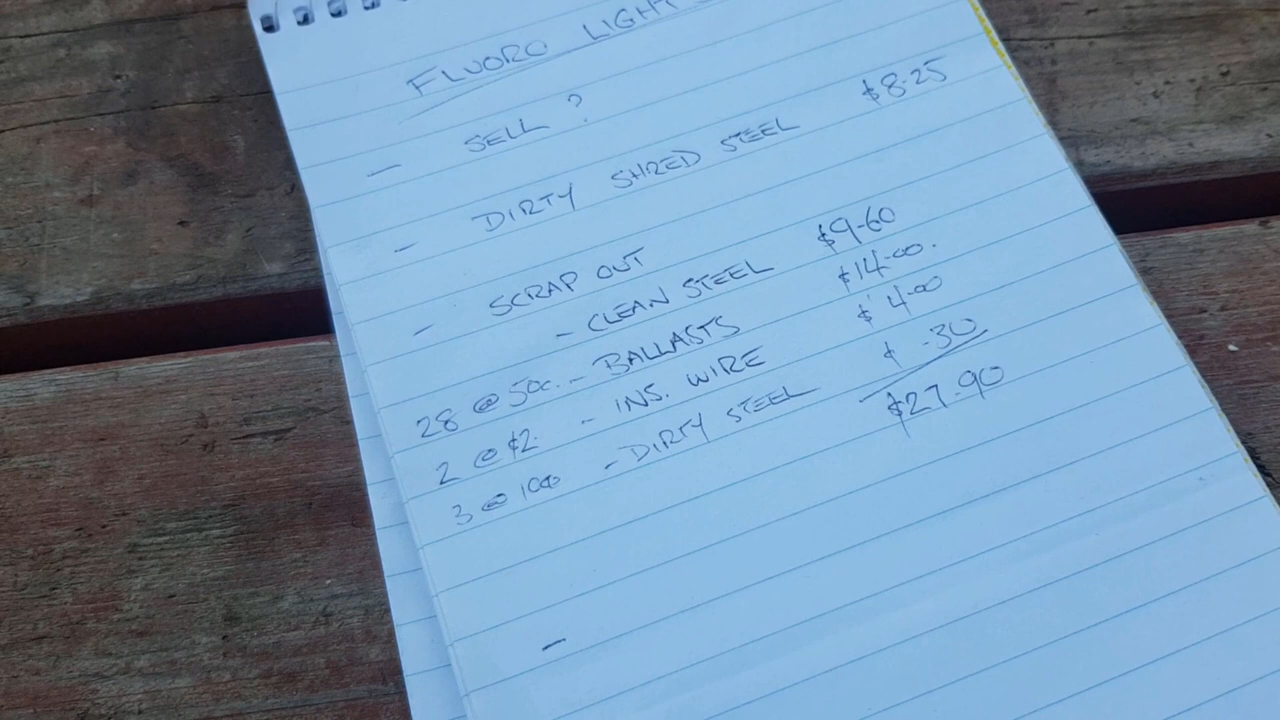 FLUORO LIGHT
- SELL ?
- DIRTY SHRED STEEL $8.25
- SCRAP OUT
- CLEAN STEEL $9.60
28 @ 50c. - BALLASTS $14.00.
2 @ $2. - INS. WIRE $4.00
3 @ 10c - DIRTY STEEL $ .30
$27.90
-